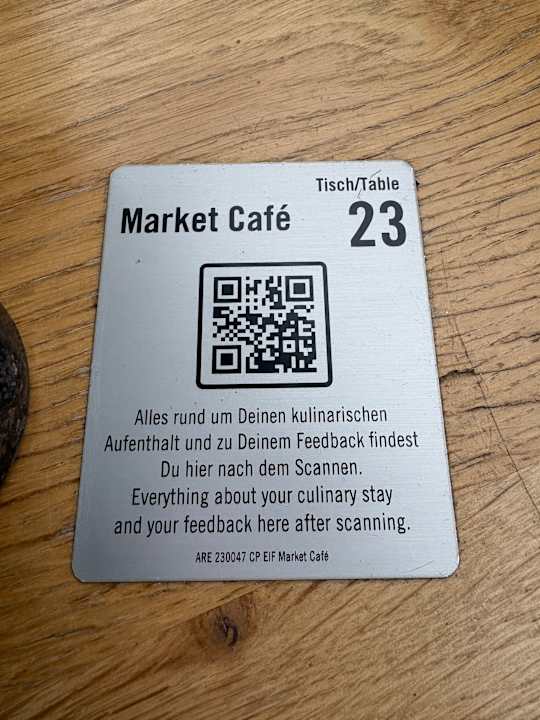 Tisch/Table
Market Café 23
Alles rund um Deinen kulinarischen
Aufenthalt und zu Deinem Feedback findest
Du hier nach dem Scannen.
Everything about your culinary stay
and your feedback here after scanning.
ARE 230047 CP EIF Market Café